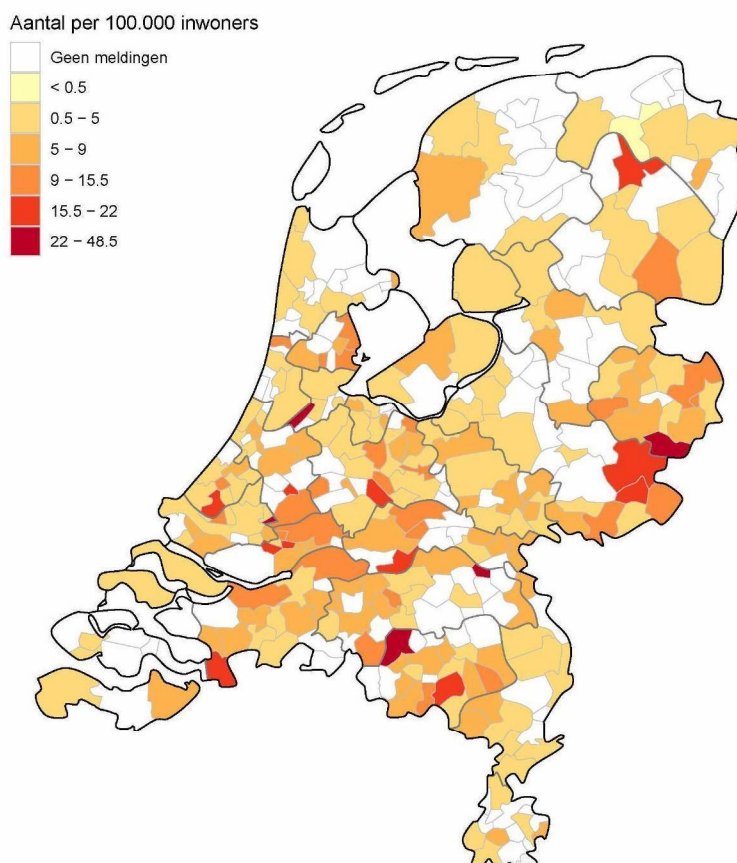 Aantal per 100.000 inwoners
Geen meldingen
< 0.5
0.5 – 5
5 – 9
9 – 15.5
15.5 – 22
22 – 48.5